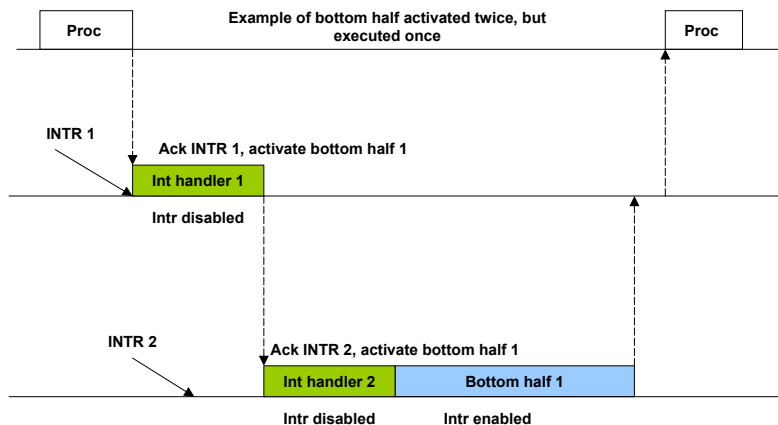 Example of bottom half activated twice, but
executed once
Proc
Proc
INTR 1
Ack INTR 1, activate bottom half 1
Int handler 1
Intr disabled
INTR 2
Ack INTR 2, activate bottom half 1
Int handler 2
Bottom half 1
Intr disabled
Intr enabled